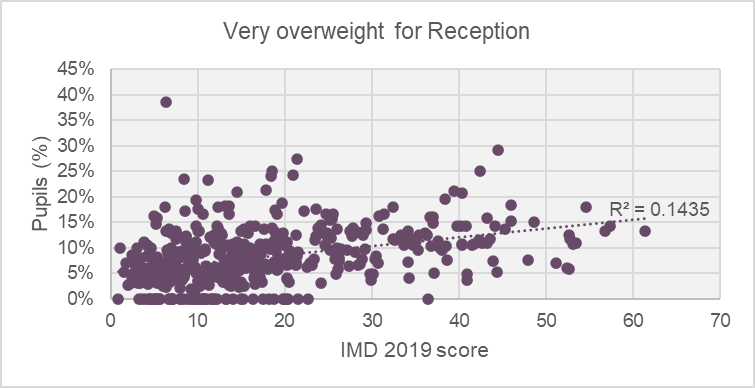 Very overweight for Reception
45%
40%
35%
30%
25%
20%
15%
10%
5%
0%
Pupils (%)
R² = 0.1435
0 10 20 30 40 50 60 70
IMD 2019 score